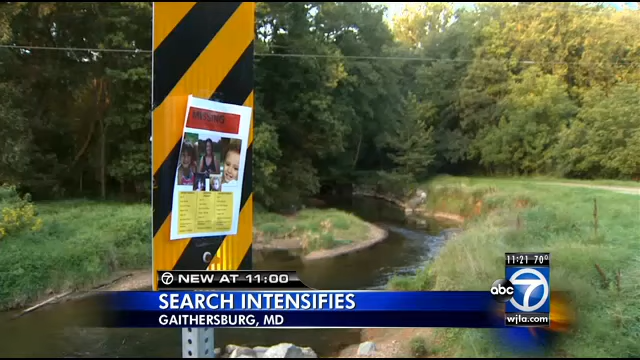 MISSING
7 NEW AT 11:00
SEARCH INTENSIFIES
GAITHERSBURG, MD
11:21 70°
abc 7
wjla.com